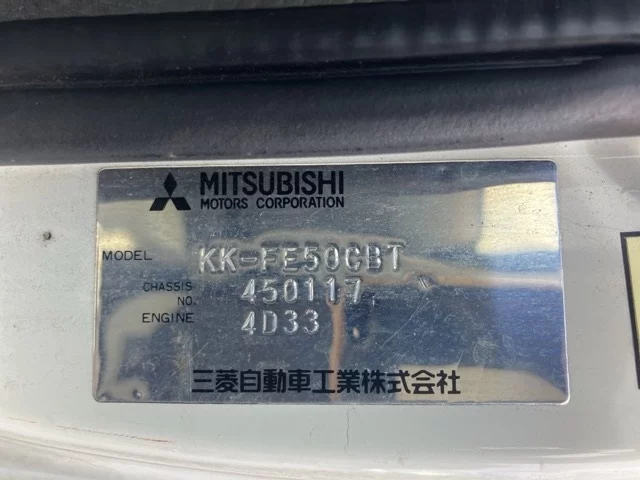 MITSUBISHI
MOTORS CORPORATION
MODEL KK-FE50CBT
CHASSIS NO. 450117
ENGINE 4D33
三菱自動車工業株式会社